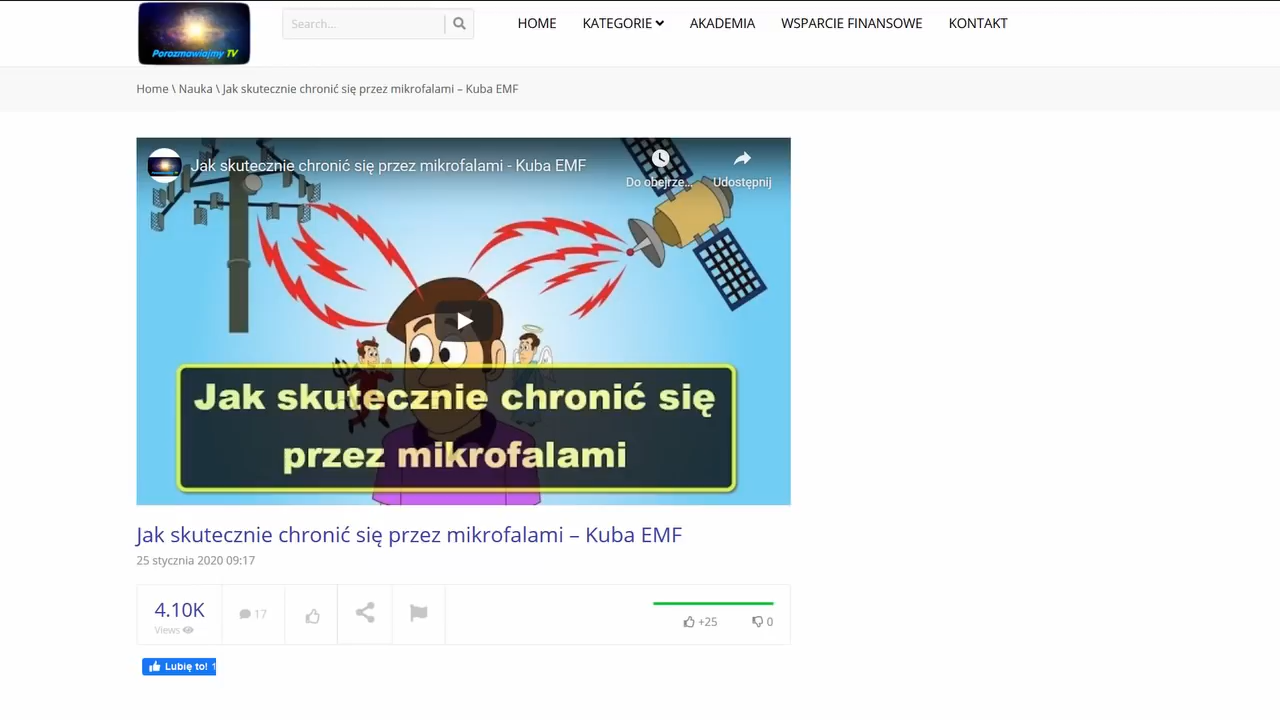 Porozmawiajmy TV
Search...
HOME
KATEGORIE
AKADEMIA
WSPARCIE FINANSOWE
KONTAKT
Home \ Nauka \ Jak skutecznie chronić się przez mikrofalami – Kuba EMF
Jak skutecznie chronić się przez mikrofalami - Kuba EMF
Do obejrze...
Udostępnij
Jak skutecznie chronić się
przez mikrofalami
Jak skutecznie chronić się przez mikrofalami – Kuba EMF
25 stycznia 2020 09:17
4.10K
Views
17
+25
0
Lubię to! 1